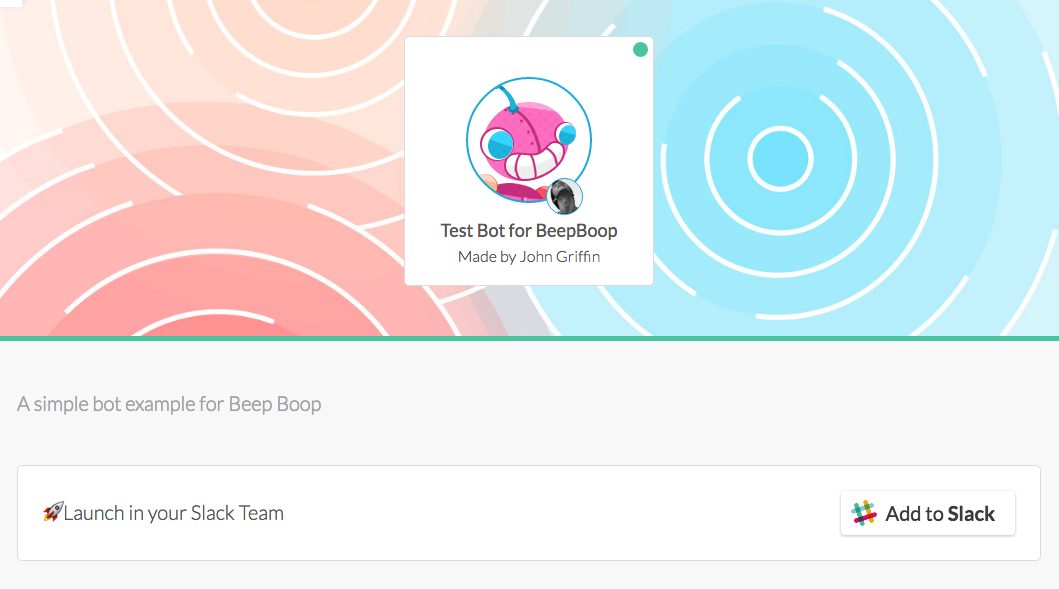 Test Bot for BeepBoop
Made by John Griffin
A simple bot example for Beep Boop
🚀Launch in your Slack Team
Add to Slack